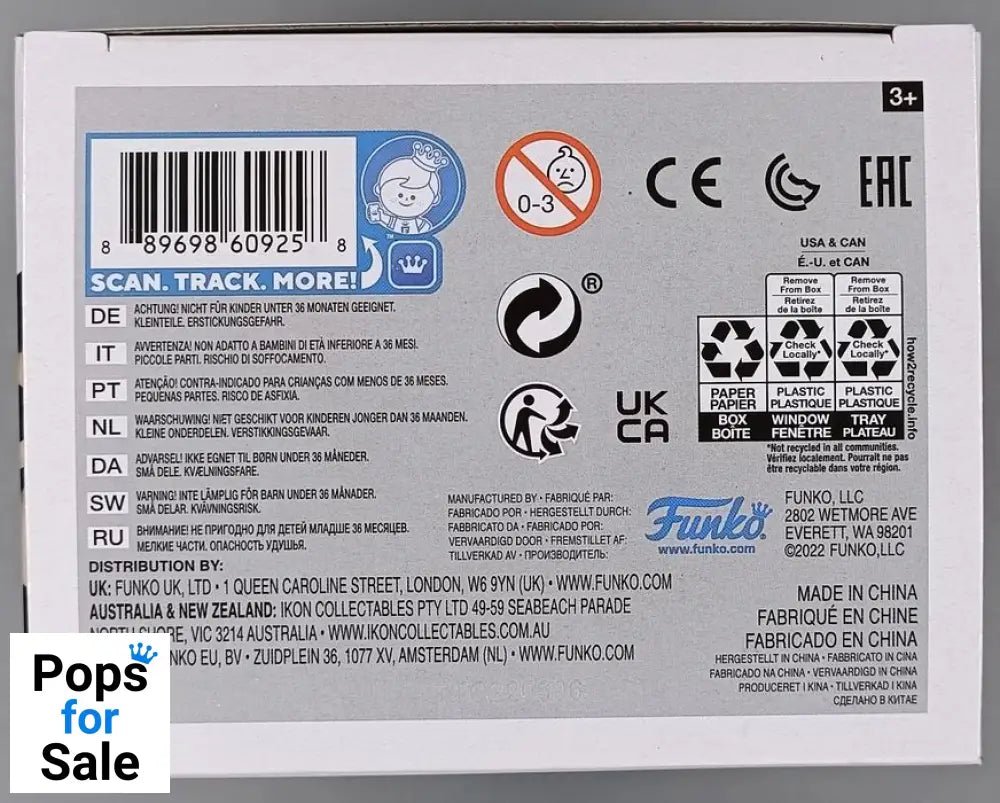 3+
8 89698 60925 8
SCAN. TRACK. MORE!
™
0-3
CE
EAC
USA & CAN
É.-U. et CAN
Remove From Box
Retirez de la boîte
Remove From Box
Retirez de la boîte
Check Locally*
Check Locally*
PAPER
PAPIER
PLASTIC
PLASTIQUE
PLASTIC
PLASTIQUE
BOX
BOÎTE
WINDOW
FENÊTRE
TRAY
PLATEAU
how2recycle.info
*Not recycled in all communities.
Vérifiez localement. Pourrait ne pas
être recyclable dans votre région.
®
UK
CA
DE ACHTUNG! NICHT FÜR KINDER UNTER 36 MONATEN GEEIGNET.
KLEINTEILE. ERSTICKUNGSGEFAHR.
IT AVVERTENZA! NON ADATTO A BAMBINI DI ETÀ INFERIORE A 36 MESI.
PICCOLE PARTI. RISCHIO DI SOFFOCAMENTO.
PT ATENÇÃO! CONTRA-INDICADO PARA CRIANÇAS COM MENOS DE 36 MESES.
PEQUENAS PARTES. RISCO DE ASFIXIA.
NL WAARSCHUWING! NIET GESCHIKT VOOR KINDEREN JONGER DAN 36 MAANDEN.
KLEINE ONDERDELEN. VERSTIKKINGSGEVAAR.
DA ADVARSEL! IKKE EGNET TIL BØRN UNDER 36 MÅNEDER.
SMÅ DELE. KVÆLNINGSFARE.
SW VARNING! INTE LÄMPLIG FÖR BARN UNDER 36 MÅNADER.
SMÅ DELAR. KVÄVNINGSRISK.
RU ВНИМАНИЕ! НЕ ПРИГОДНО ДЛЯ ДЕТЕЙ МЛАДШЕ 36 МЕСЯЦЕВ.
МЕЛКИЕ ЧАСТИ. ОПАСНОСТЬ УДУШЬЯ.
MANUFACTURED BY • FABRIQUÉ PAR:
FABRICADO POR • HERGESTELLT DURCH:
FABBRICATO DA • FABRICADO POR:
VERVAARDIGD DOOR • FREMSTILLET AF:
TILLVERKAD AV • ПРОИЗВОДИТЕЛЬ:
Funko
www.funko.com
FUNKO, LLC
2802 WETMORE AVE
EVERETT, WA 98201
©2022 FUNKO,LLC
DISTRIBUTION BY:
UK: FUNKO UK, LTD • 1 QUEEN CAROLINE STREET, LONDON, W6 9YN (UK) • WWW.FUNKO.COM
AUSTRALIA & NEW ZEALAND: IKON COLLECTABLES PTY LTD 49-59 SEABEACH PARADE
NORTH SHORE, VIC 3214 AUSTRALIA • WWW.IKONCOLLECTABLES.COM.AU
NKO EU, BV • ZUIDPLEIN 36, 1077 XV, AMSTERDAM (NL) • WWW.FUNKO.COM
MADE IN CHINA
FABRIQUÉ EN CHINE
FABRICADO EN CHINA
HERGESTELLT IN CHINA • FABBRICATO IN CINA
FABRICADO NA CHINA • VERVAARDIGD IN CHINA
PRODUCERET I KINA • TILLVERKAD I KINA
СДЕЛАНО В КИТАЕ
Pops
for
Sale